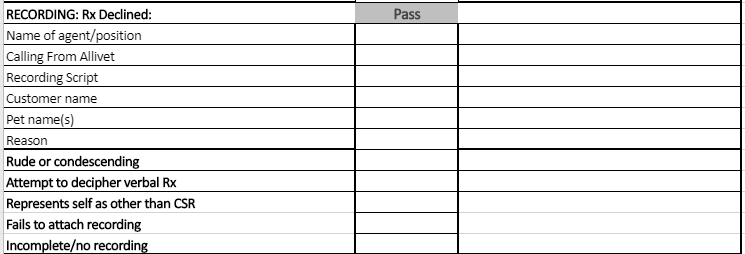 RECORDING: Rx Declined: Pass
Name of agent/position
Calling From Allivet
Recording Script
Customer name
Pet name(s)
Reason
Rude or condescending
Attempt to decipher verbal Rx
Represents self as other than CSR
Fails to attach recording
Incomplete/no recording